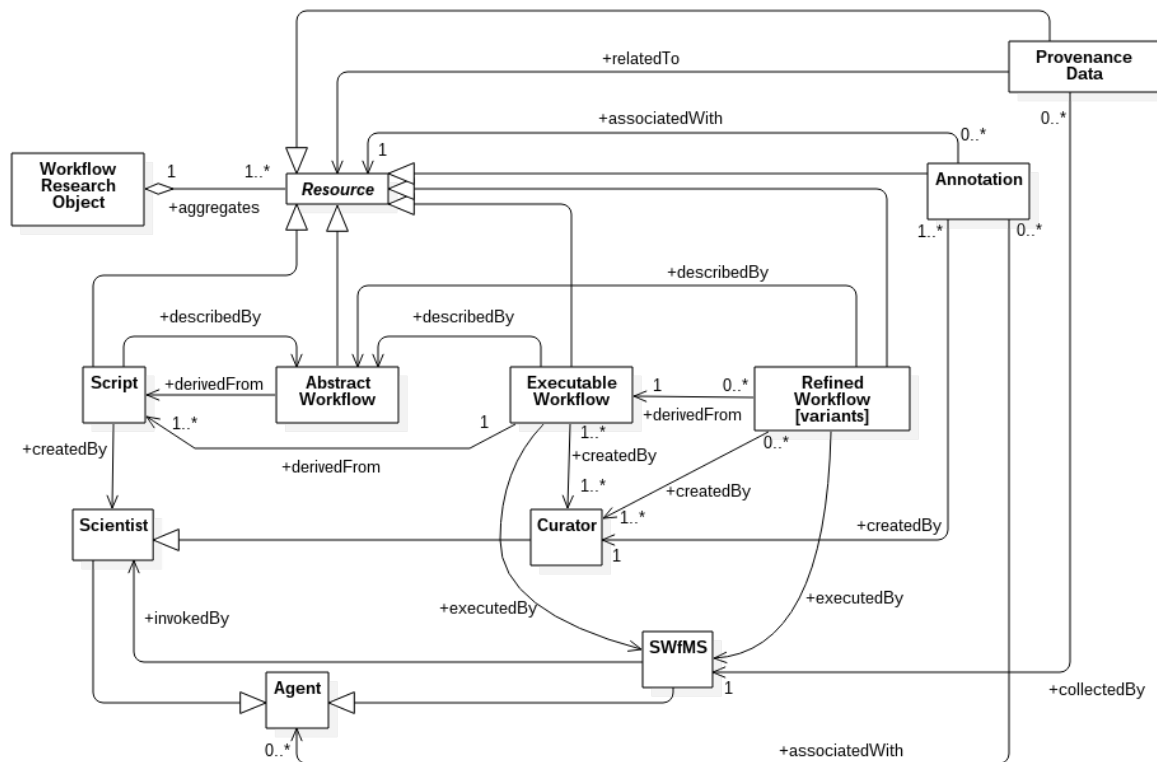 Provenance
Data
+relatedTo
0..*
+associatedWith
0..*
1
Workflow
Research
Object
1
1..*
+aggregates
Resource
Annotation
1..*
0..*
+describedBy
+describedBy
+describedBy
Script
+derivedFrom
Abstract
Workflow
Executable
Workflow
1
0..*
+derivedFrom
Refined
Workflow
[variants]
1..*
1
+derivedFrom
1..*
+createdBy
0..*
+createdBy
1..*
+createdBy
1..*
Scientist
Curator
1
+createdBy
+invokedBy
+executedBy
+executedBy
SWfMS
1
+collectedBy
Agent
0..*
+associatedWith